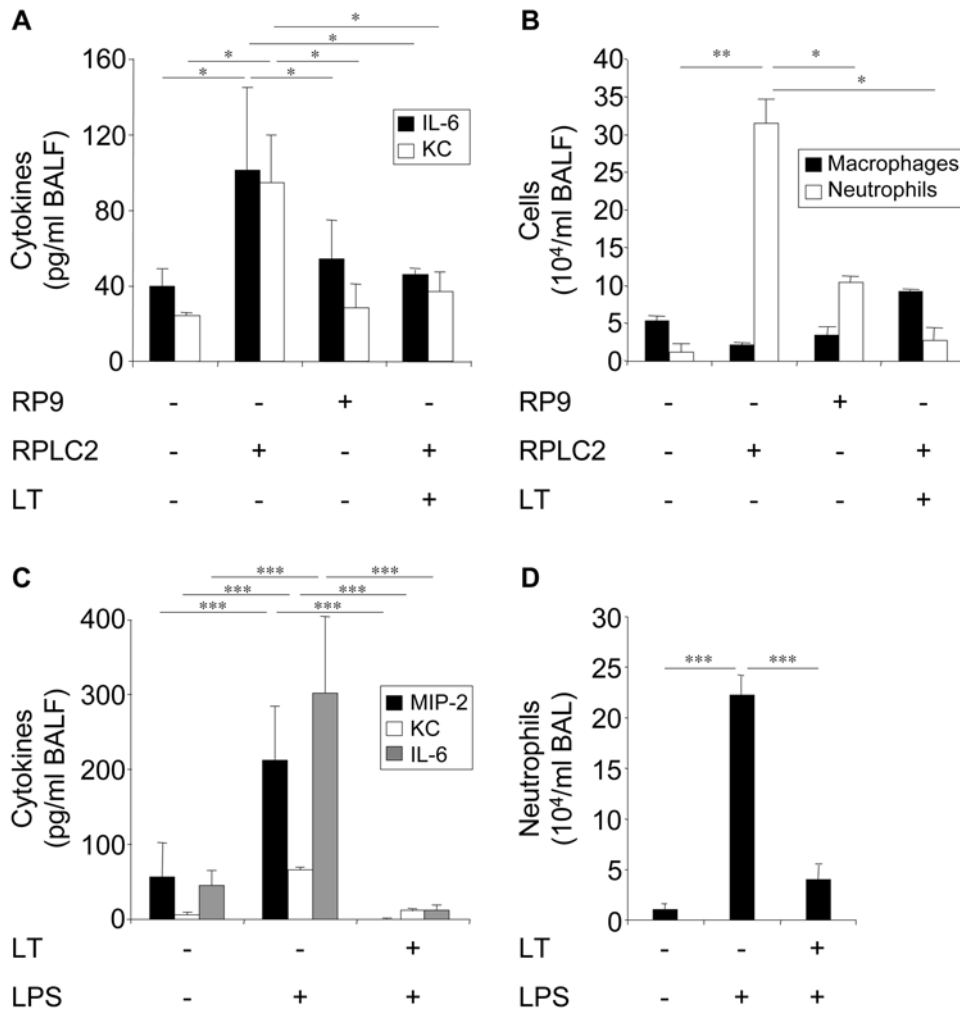 A
*
*
*
*
*
*
160
120
80
40
0
Cytokines
(pg/ml BALF)
IL-6
KC
RP9 - - + -
RPLC2 - + - +
LT - - - +
B
**
*
*
40
35
30
25
20
15
10
5
0
Cells
(10⁴/ml BALF)
Macrophages
Neutrophils
RP9 - - + -
RPLC2 - + - +
LT - - - +
C
*** ***
*** ***
*** ***
400
300
200
100
0
Cytokines
(pg/ml BALF)
MIP-2
KC
IL-6
LT - - +
LPS - + +
D
*** ***
30
25
20
15
10
5
0
Neutrophils
(10⁴/ml BAL)
LT - - +
LPS - + +